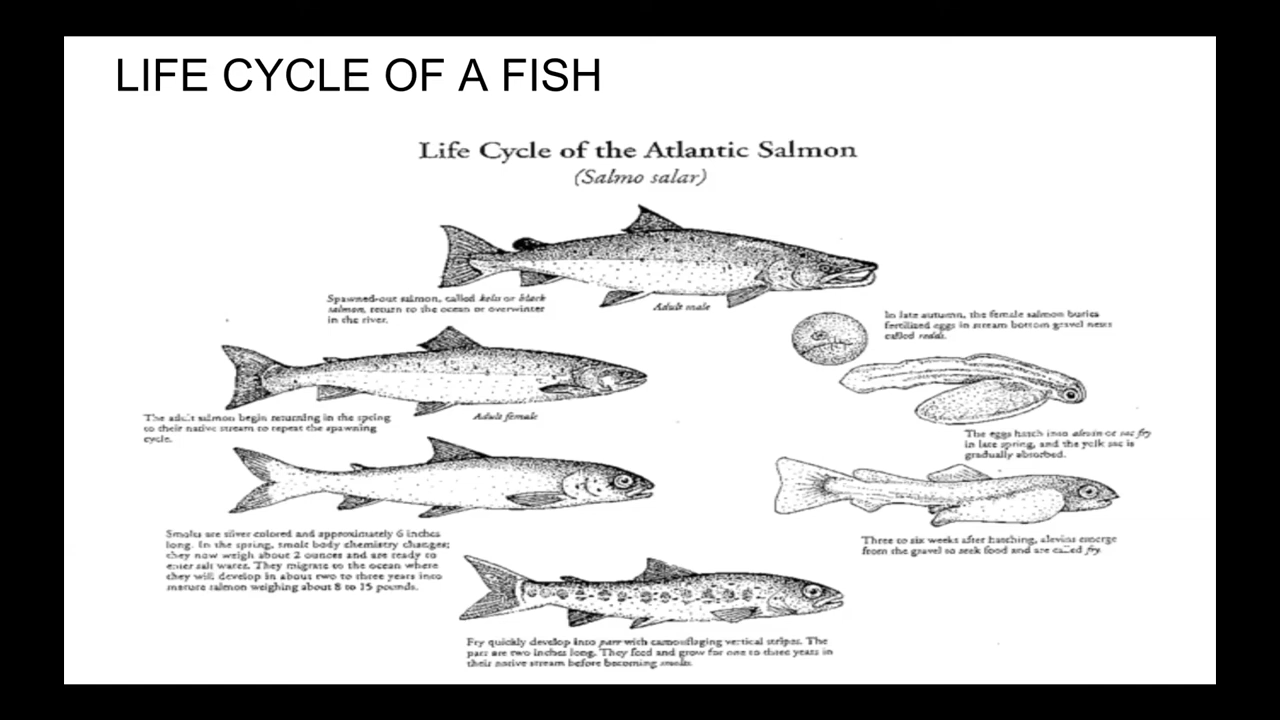 LIFE CYCLE OF A FISH
Life Cycle of the Atlantic Salmon
(Salmo salar)
Spawned-out salmon, called kelts or black
salmon, return to the ocean or overwinter
in the river.
Adult male
In late autumn, the female salmon buries
fertilized eggs in stream bottom gravel nests
called redds.
The adult salmon begin returning in the spring
to their native stream to repeat the spawning
cycle.
Adult female
The eggs hatch into alevin or sac fry
in late spring, and the yolk sac is
gradually absorbed.
Smolts are silver colored and approximately 6 inches
long. In the spring, smolt body chemistry changes;
they now weigh about 2 ounces and are ready to
enter salt water. They migrate to the ocean where
they will develop in about two to three years into
mature salmon weighing about 8 to 15 pounds.
Three to six weeks after hatching, alevins emerge
from the gravel to seek food and are called fry.
Fry quickly develop into parr with camouflaging vertical stripes. The
parr are two inches long. They feed and grow for one to three years in
their native stream before becoming smolts.